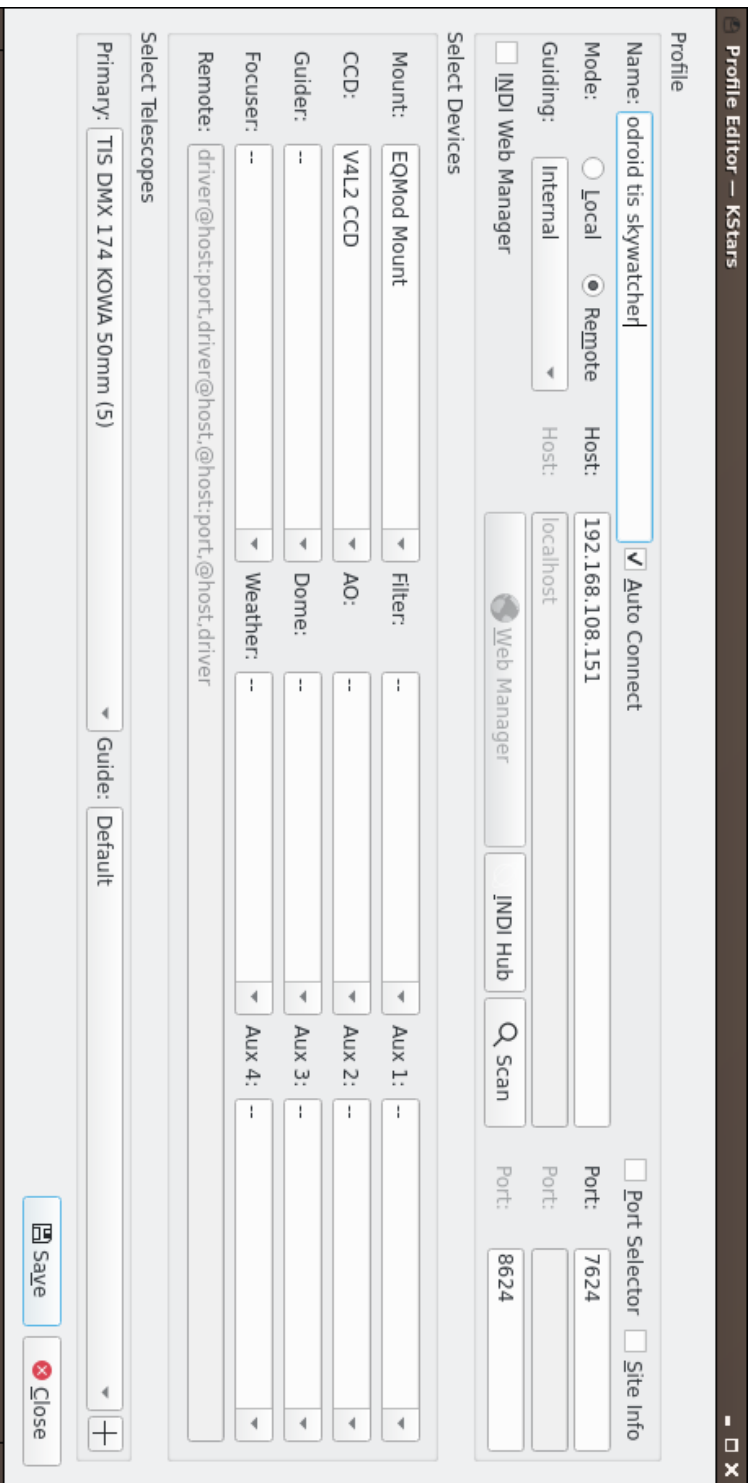 Profile Editor — KStars
Profile
Name: odroid tis skywatcher Auto Connect Port Selector Site Info
Mode: Local Remote Host: 192.168.108.151 Port: 7624
Guiding: Internal Host: localhost Port:
INDI Web Manager Web Manager INDI Hub Scan Port: 8624
Select Devices
Mount: EQMod Mount Filter: -- Aux 1: --
CCD: V4L2 CCD AO: -- Aux 2: --
Guider: -- Dome: -- Aux 3: --
Focuser: -- Weather: -- Aux 4: --
Remote: driver@host:port,driver@host,@host:port,@host,driver
Select Telescopes
Primary: TIS DMX 174 KOWA 50mm (5) Guide: Default
Save Close